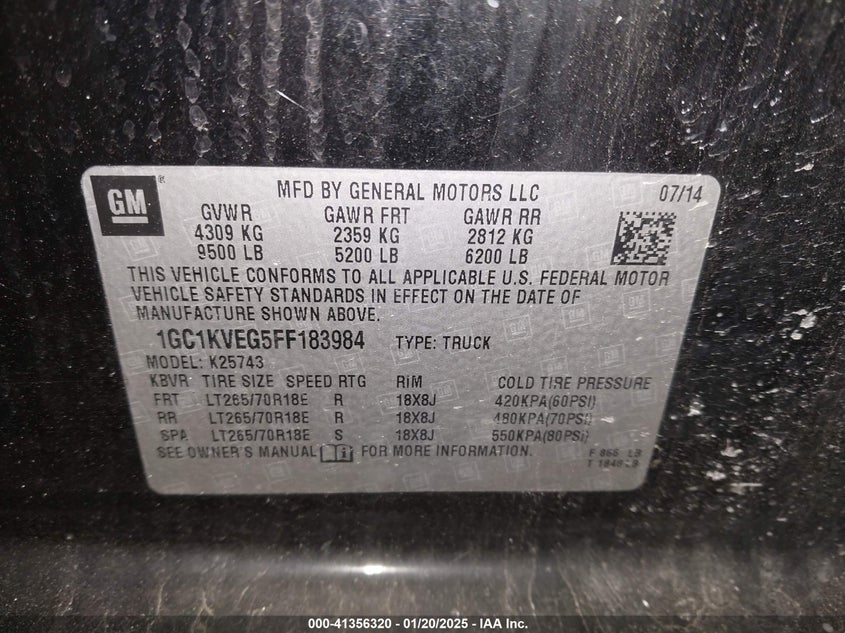 GM
®
MFD BY GENERAL MOTORS LLC
07/14
GVWR GAWR FRT GAWR RR
4309 KG 2359 KG 2812 KG
9500 LB 5200 LB 6200 LB
THIS VEHICLE CONFORMS TO ALL APPLICABLE U.S. FEDERAL MOTOR
VEHICLE SAFETY STANDARDS IN EFFECT ON THE DATE OF
MANUFACTURE SHOWN ABOVE.
1GC1KVEG5FF183984 TYPE: TRUCK
MODEL: K25743
KBVR TIRE SIZE SPEED RTG RIM COLD TIRE PRESSURE
FRT LT265/70R18E R 18X8J 420KPA(60PSI)
RR LT265/70R18E R 18X8J 480KPA(70PSI)
SPA LT265/70R18E S 18X8J 550KPA(80PSI)
SEE OWNER'S MANUAL FOR MORE INFORMATION.
F LB
T
000-41356320 / 01/20/2025 - IAA Inc.